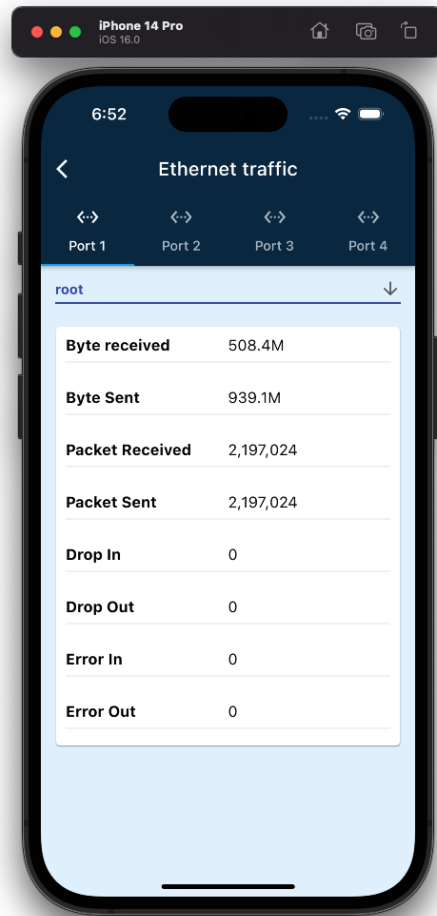 iPhone 14 Pro
iOS 16.0
6:52
Ethernet traffic
Port 1 Port 2 Port 3 Port 4
root
Byte received 508.4M
Byte Sent 939.1M
Packet Received 2,197,024
Packet Sent 2,197,024
Drop In 0
Drop Out 0
Error In 0
Error Out 0